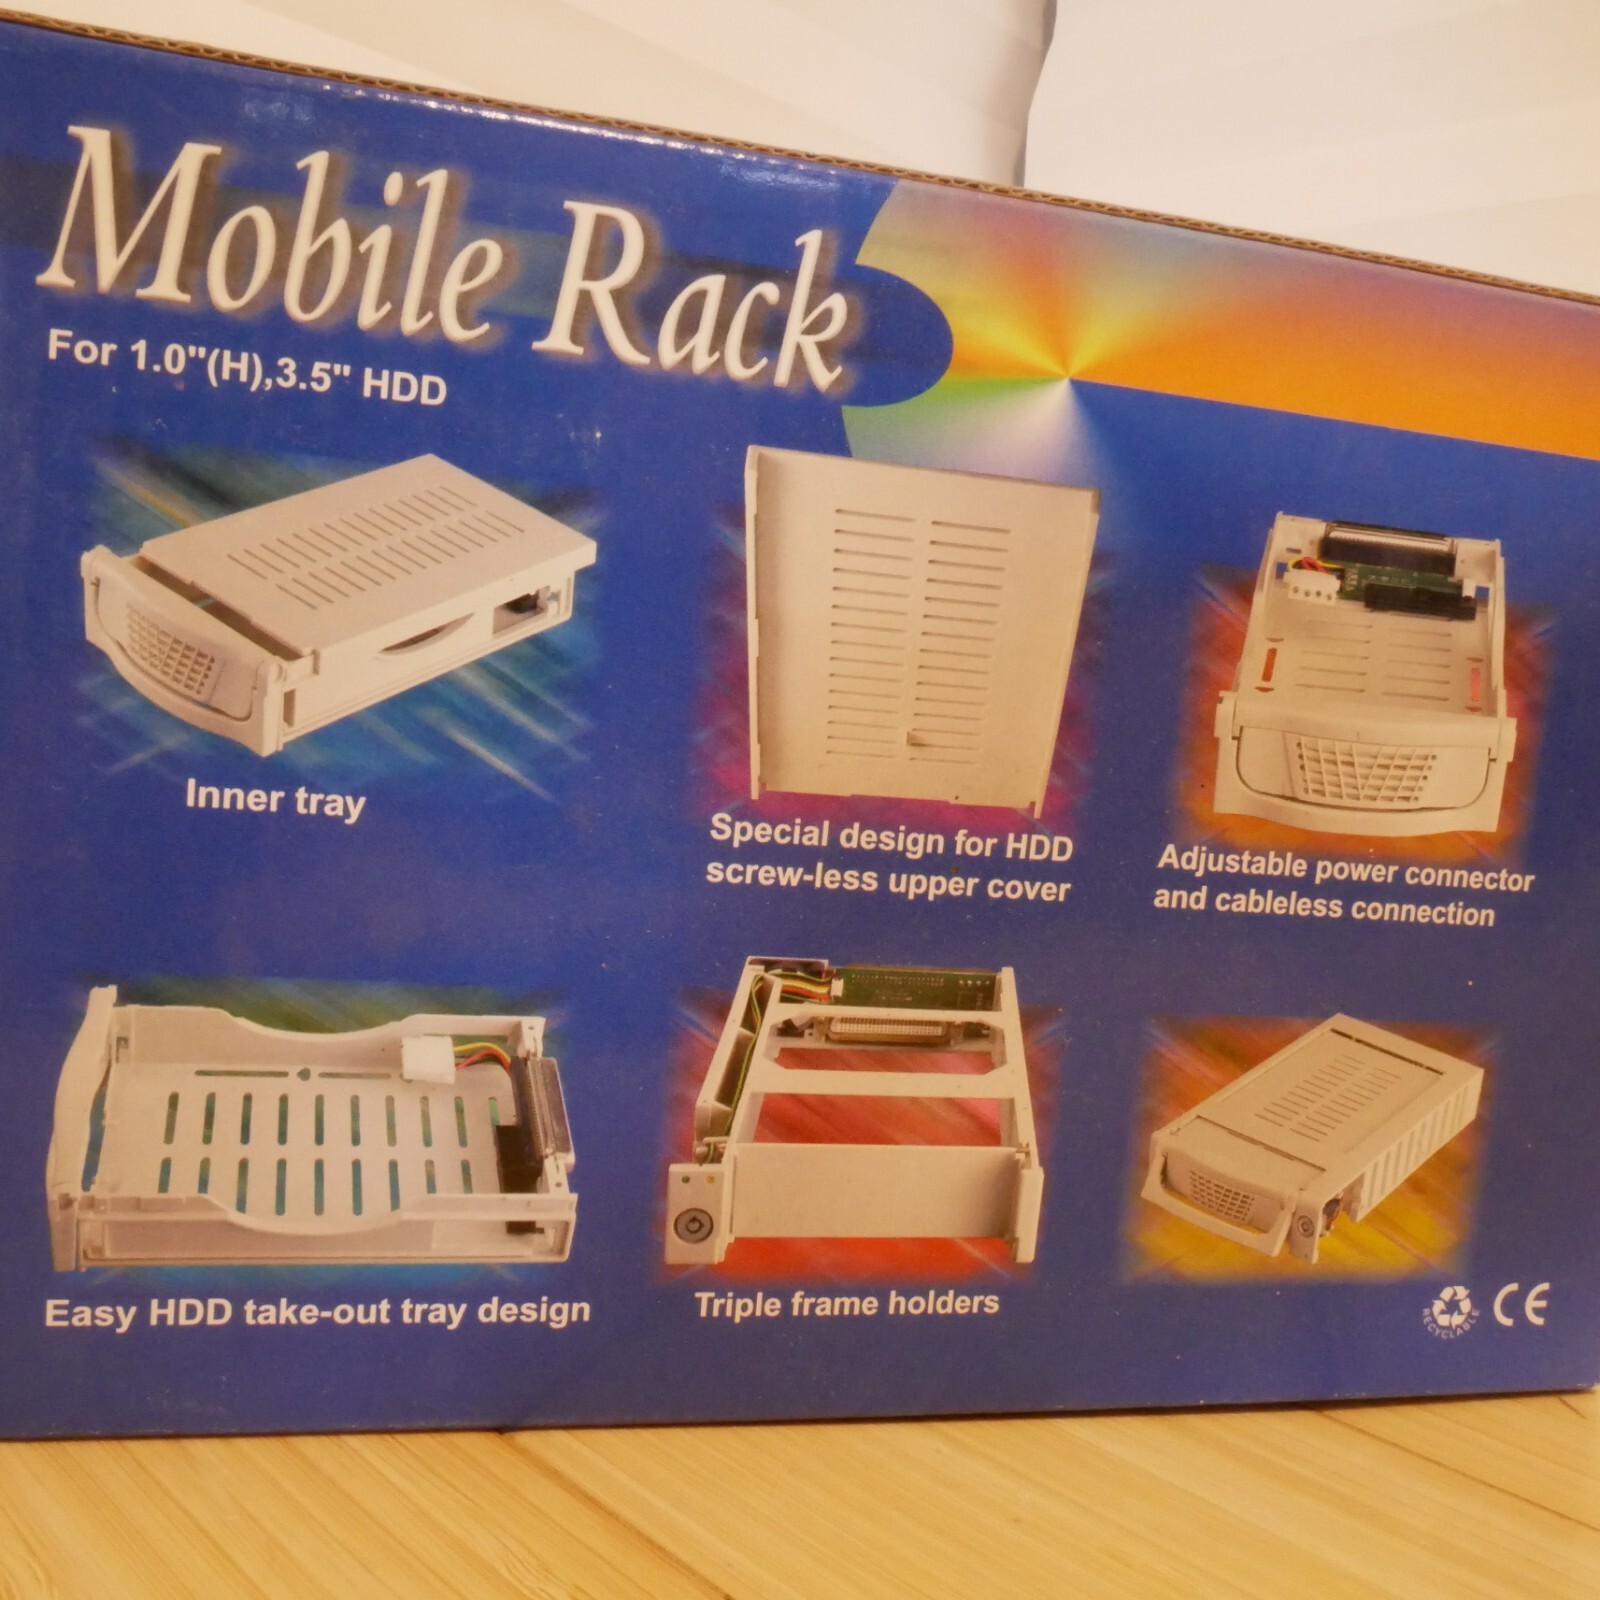 Mobile Rack
For 1.0"(H),3.5" HDD
Inner tray
Special design for HDD
screw-less upper cover
Adjustable power connector
and cableless connection
Easy HDD take-out tray design
Triple frame holders
RECYCLABLE
CE